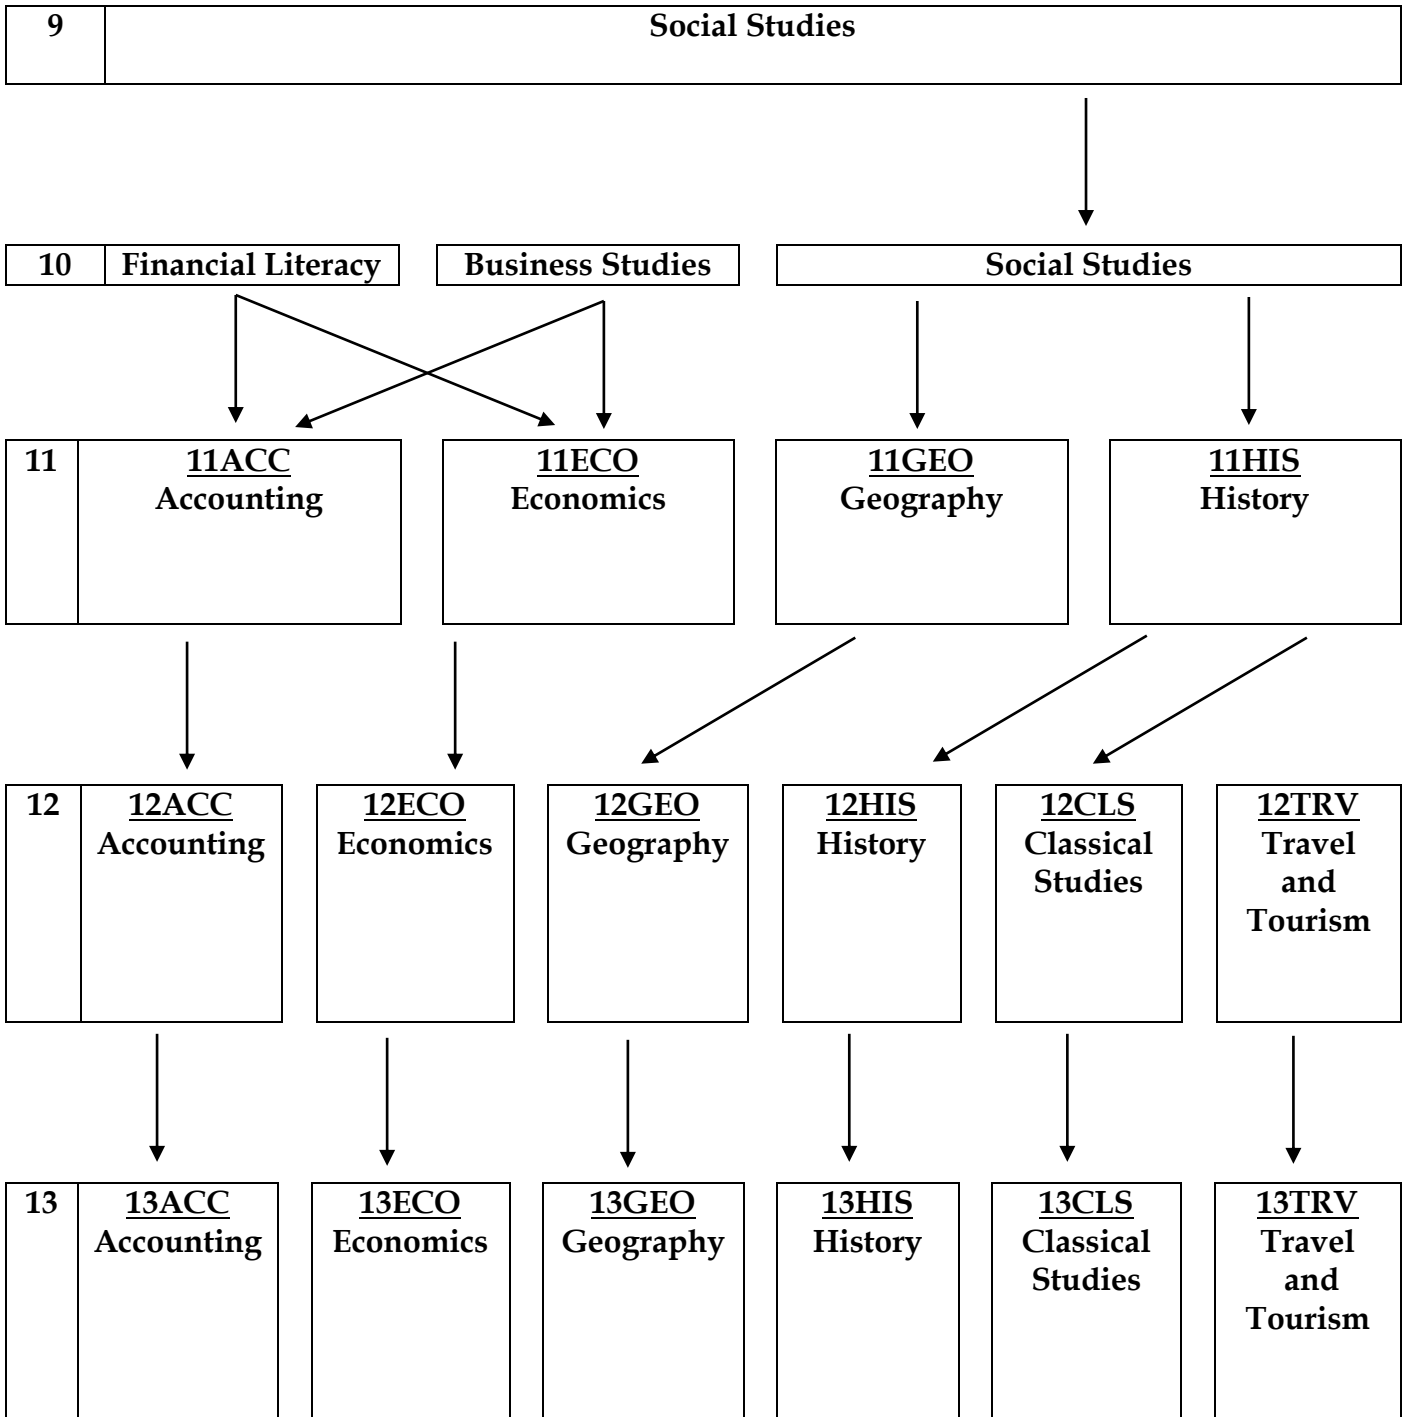 9 Social Studies
10 Financial Literacy Business Studies Social Studies
11 11ACC 11ECO 11GEO 11HIS
Accounting Economics Geography History
12 12ACC 12ECO 12GEO 12HIS 12CLS 12TRV
Accounting Economics Geography History Classical Travel
Studies and
Tourism
13 13ACC 13ECO 13GEO 13HIS 13CLS 13TRV
Accounting Economics Geography History Classical Travel
Studies and
Tourism